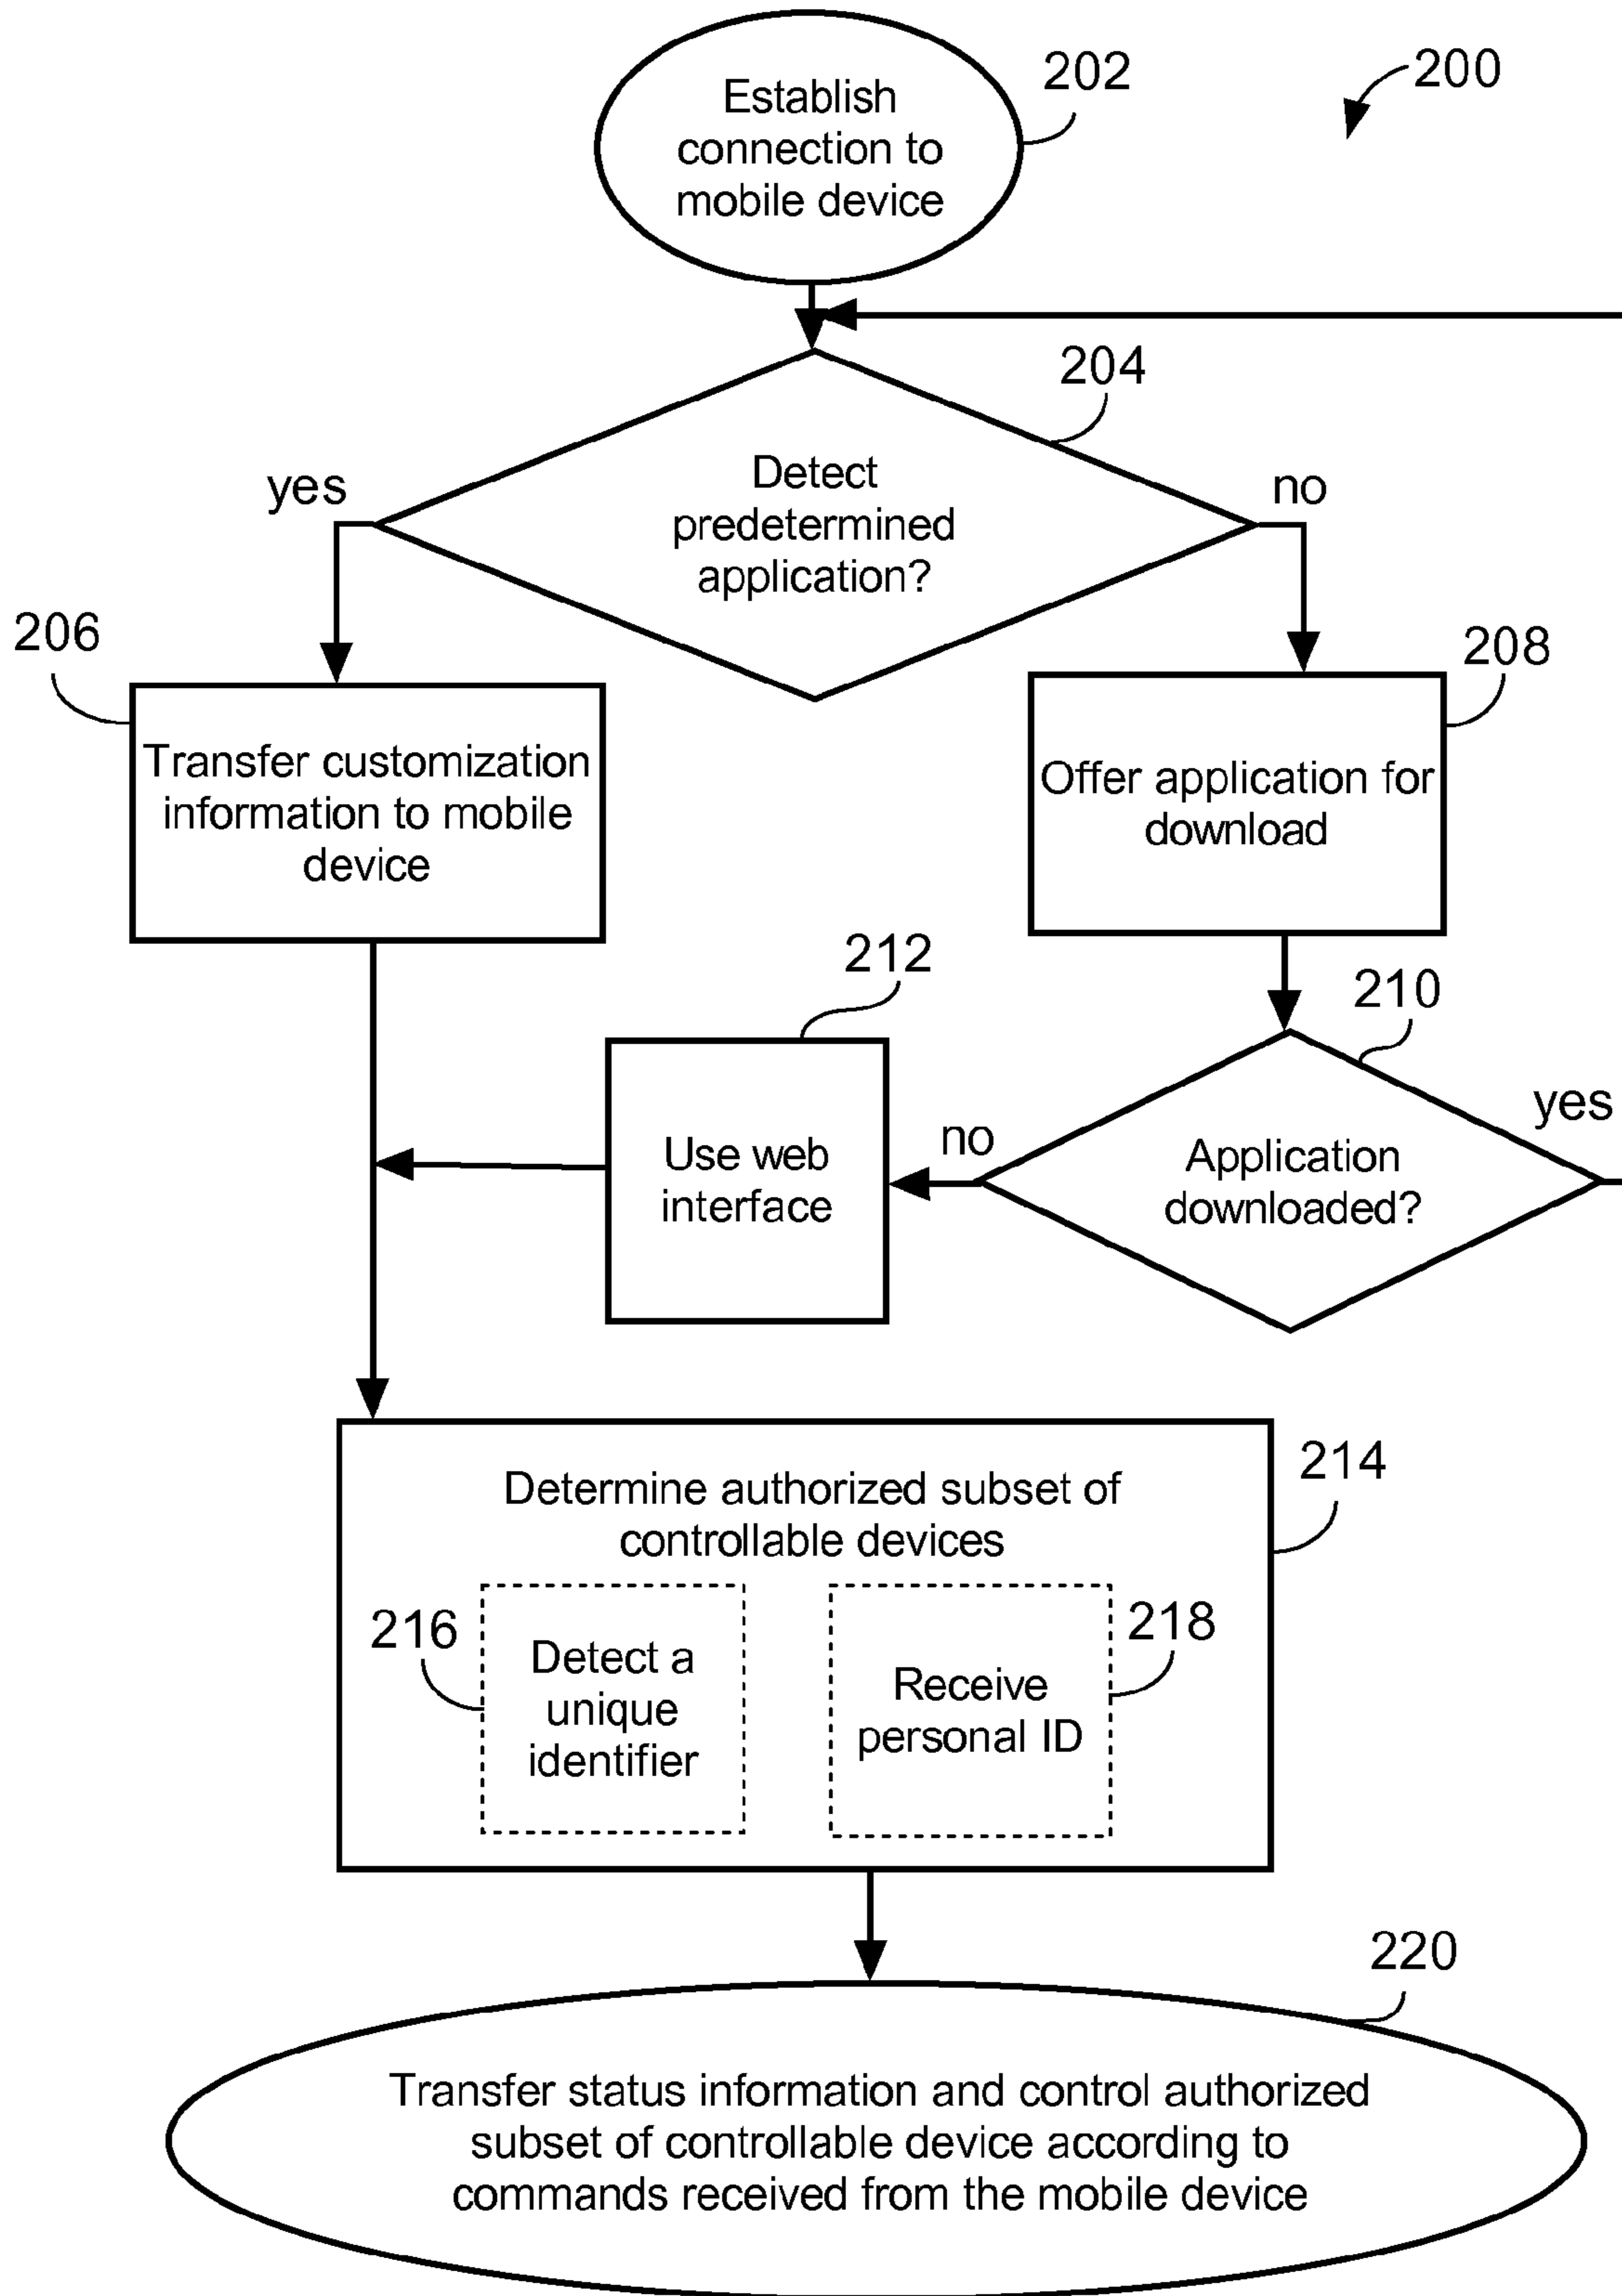 Establish
connection to
mobile device
202
200
204
Detect
predetermined
application?
yes
no
206
208
Transfer customization
information to mobile
device
Offer application for
download
212
210
Use web
interface
no
Application
downloaded?
yes
214
Determine authorized subset of
controllable devices
216
Detect a
unique
identifier
Receive
personal ID
218
220
Transfer status information and control authorized
subset of controllable device according to
commands received from the mobile device